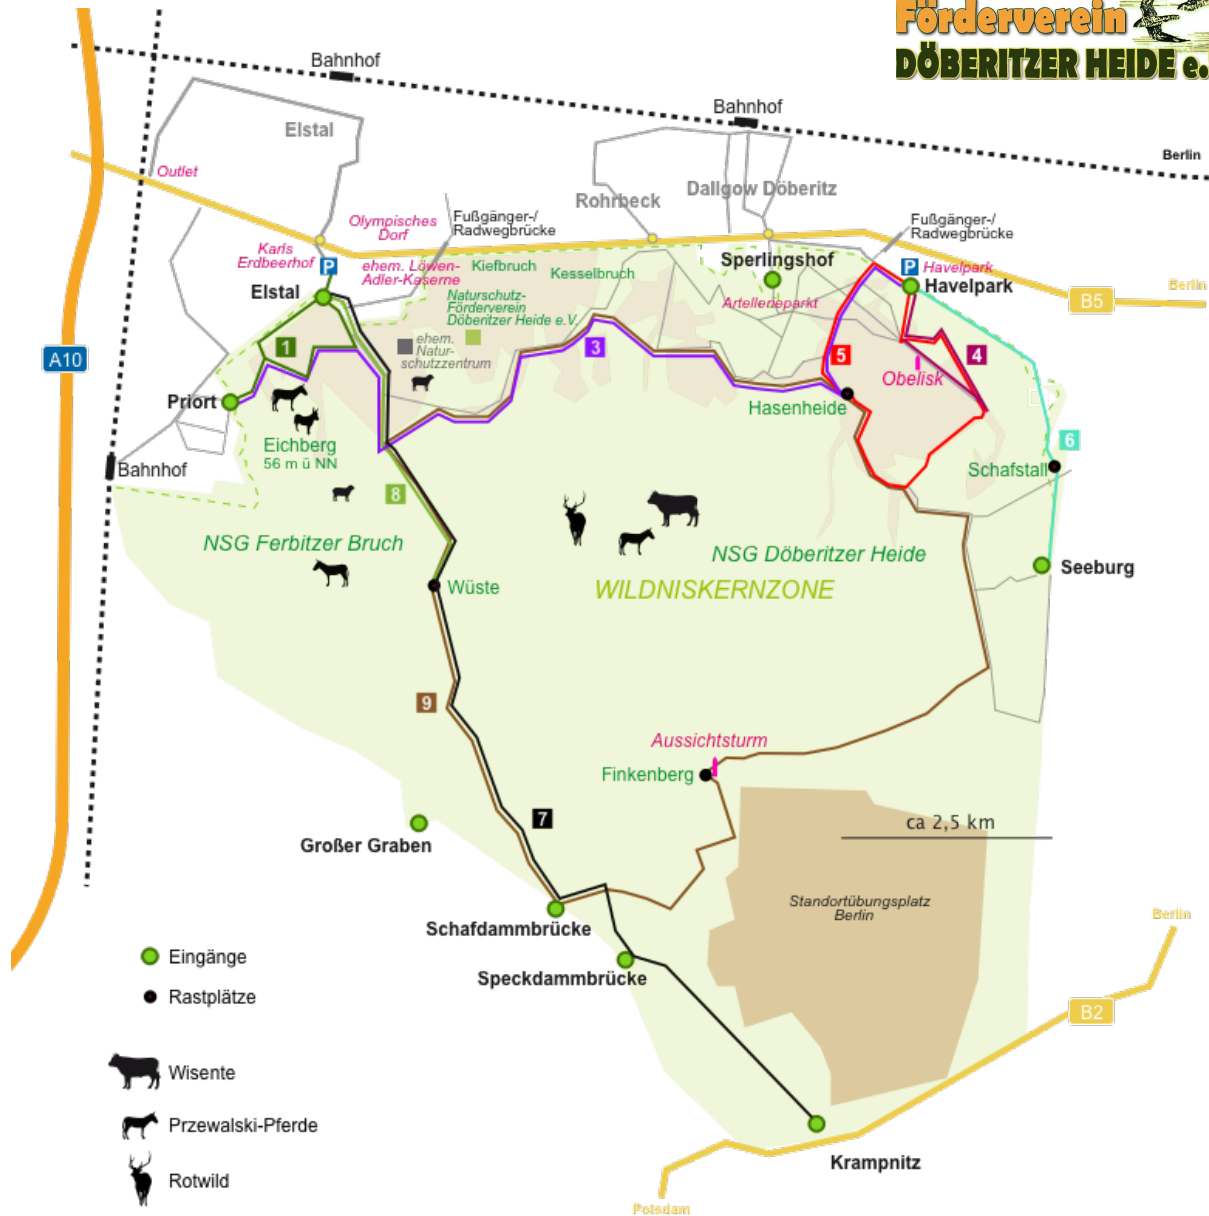 Förderverein
DÖBERITZER HEIDE e.
Bahnhof
Bahnhof
Elstal
Berlin
Outlet
Dallgow Döberitz
Rohrbeck
Olympisches
Dorf
Fußgänger-/
Radwegbrücke
Fußgänger-/
Radwegbrücke
Karls
Erdbeerhof
P
ehem. Löwen-
Adler-Kaserne
Kiefbruch
Kesselbruch
Sperlingshof
P
Havelpark
Havelpark
Berlin
B5
Elstal
Naturschutz-
Förderverein
Döberitzer Heide e.V.
Artellerieparkt
A10
1
ehem.
Natur-
schutzzentrum
3
5
4
Obelisk
Priort
Hasenheide
Eichberg
56 m ü NN
6
Bahnhof
Schafstall
8
NSG Ferbitzer Bruch
NSG Döberitzer Heide
Seeburg
Wüste
WILDNISKERNZONE
9
Aussichtsturm
Finkenberg
7
ca 2,5 km
Großer Graben
Standortübungsplatz
Berlin
Berlin
Schafdammbrücke
Eingänge
Speckdammbrücke
Rastplätze
B2
Wisente
Przewalski-Pferde
Krampnitz
Rotwild
Potsdam